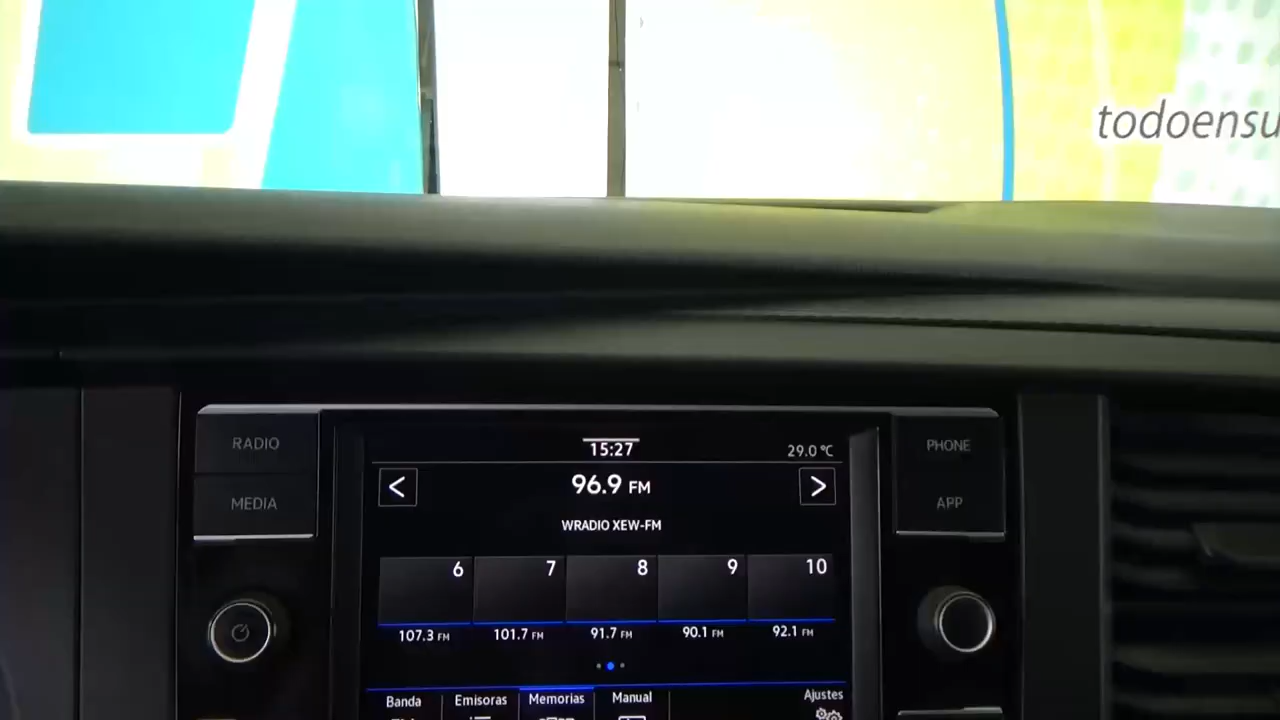 todoensu
RADIO
MEDIA
PHONE
APP
15:27
29.0 °C
< 96.9 FM >
WRADIO XEW-FM
6 7 8 9 10
107.3 FM 101.7 FM 91.7 FM 90.1 FM 92.1 FM
Banda Emisoras Memorias Manual Ajustes